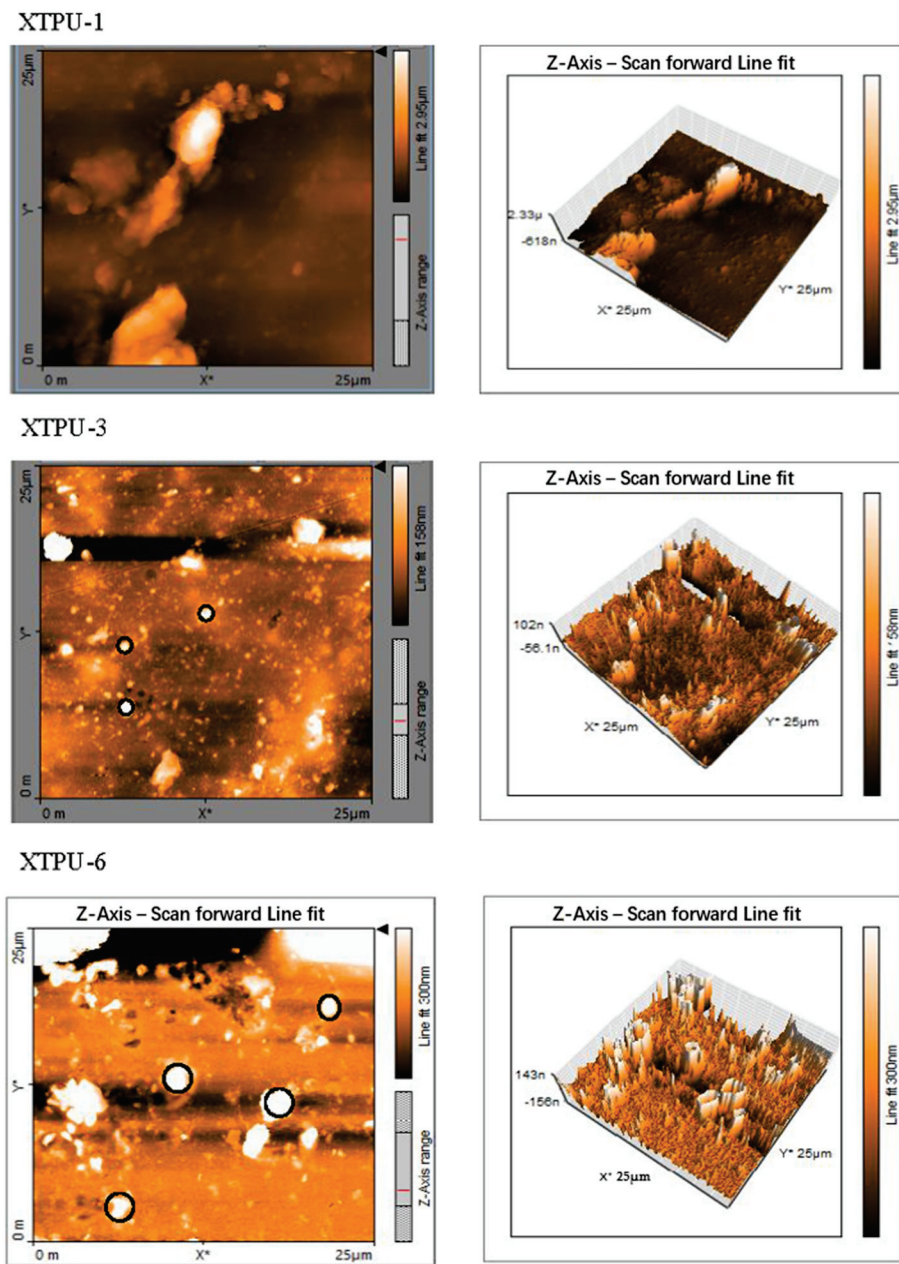 XTPU-1
25µm
Y*
0 m
0 m
X*
25µm
Line fit 2.95µm
Z-Axis range
Z-Axis – Scan forward Line fit
2.33µ
-618n
X* 25µm
Y* 25µm
Line fit 2.95µm
XTPU-3
25µm
Y*
0 m
0 m
X*
25µm
Line fit 158nm
Z-Axis range
Z-Axis – Scan forward Line fit
102n
-56.1n
X* 25µm
Y* 25µm
Line fit 158nm
XTPU-6
Z-Axis – Scan forward Line fit
25µm
Y*
0 m
0 m
X*
25µm
Line fit 300nm
Z-Axis range
Z-Axis – Scan forward Line fit
143n
-156n
X* 25µm
Y* 25µm
Line fit 300nm